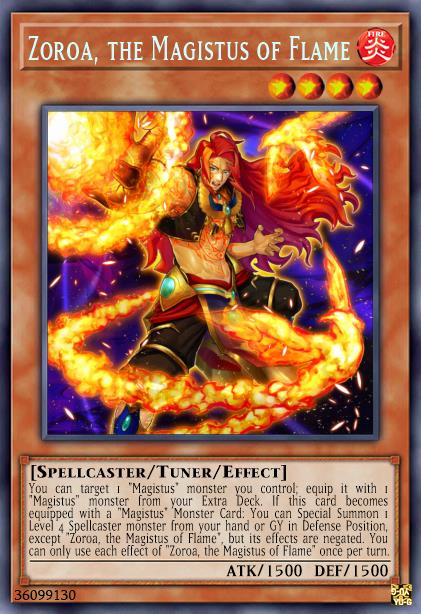 Zoroa, the Magistus of Flame
FIRE
炎
[Spellcaster/Tuner/Effect]
You can target 1 "Magistus" monster you control; equip it with 1
"Magistus" monster from your Extra Deck. If this card becomes
equipped with a "Magistus" Monster Card: You can Special Summon 1
Level 4 Spellcaster monster from your hand or GY in Defense Position,
except "Zoroa, the Magistus of Flame", but its effects are negated. You
can only use each effect of "Zoroa, the Magistus of Flame" once per turn.
ATK/1500 DEF/1500
36099130